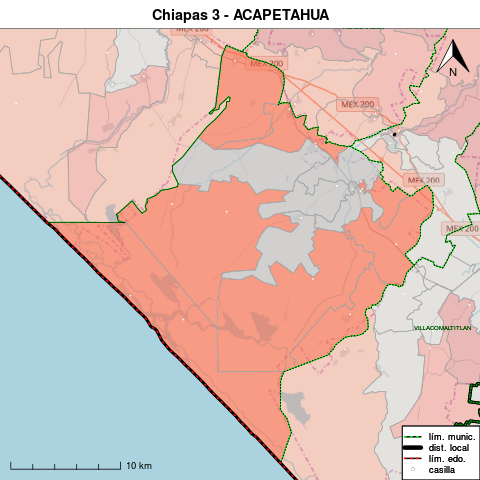 Chiapas 3 - ACAPETAHUA
MEX 200
MEX 200
MEX 200
MEX 200
MEX 200
N
VILLACOMALTITLAN
lím. munic.
dist. local
lím. edo.
casilla
10 km